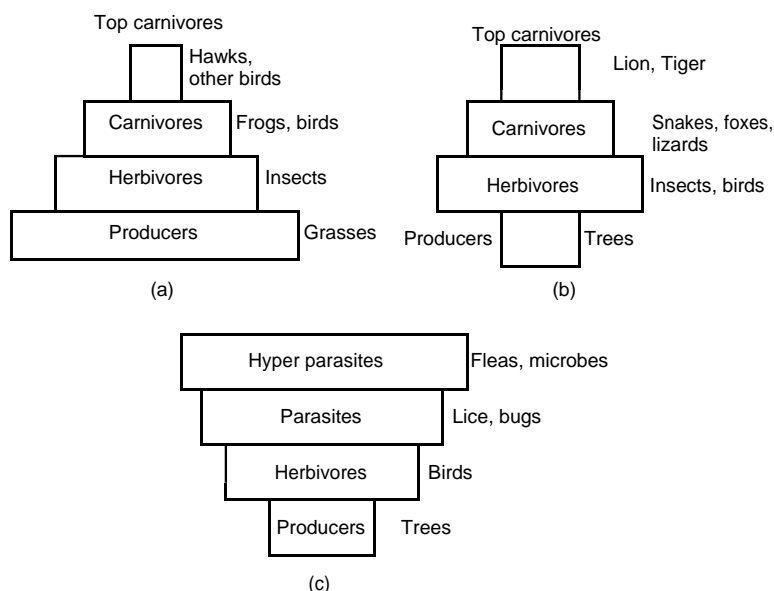 Top carnivores
Hawks,
other birds
Carnivores
Frogs, birds
Herbivores
Insects
Producers
Grasses
(a)
Top carnivores
Lion, Tiger
Carnivores
Snakes, foxes,
lizards
Herbivores
Insects, birds
Producers
Trees
(b)
Hyper parasites
Fleas, microbes
Parasites
Lice, bugs
Herbivores
Birds
Producers
Trees
(c)